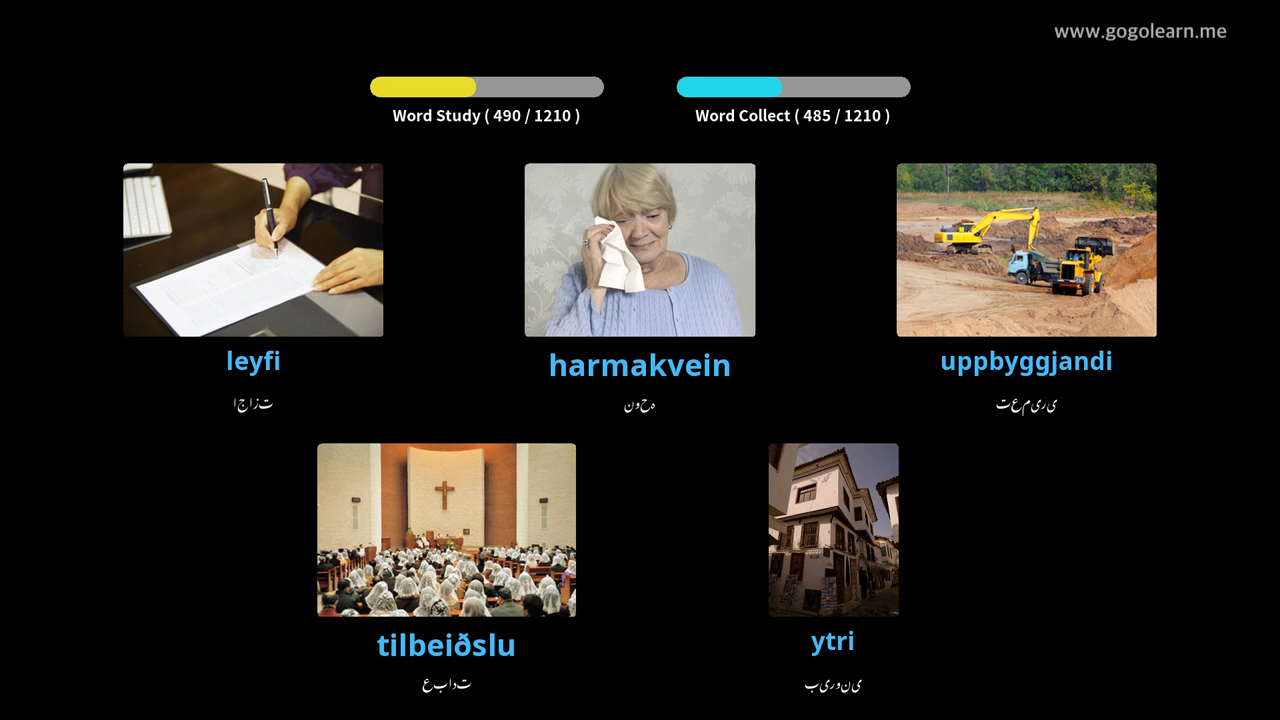 www.gogolearn.me
Word Study ( 490 / 1210 )
Word Collect ( 485 / 1210 )
leyfi
harmakvein
uppbyggjandi
اجازت
نوحہ
تعمیری
tilbeiðslu
ytri
عبادت
بیرونی